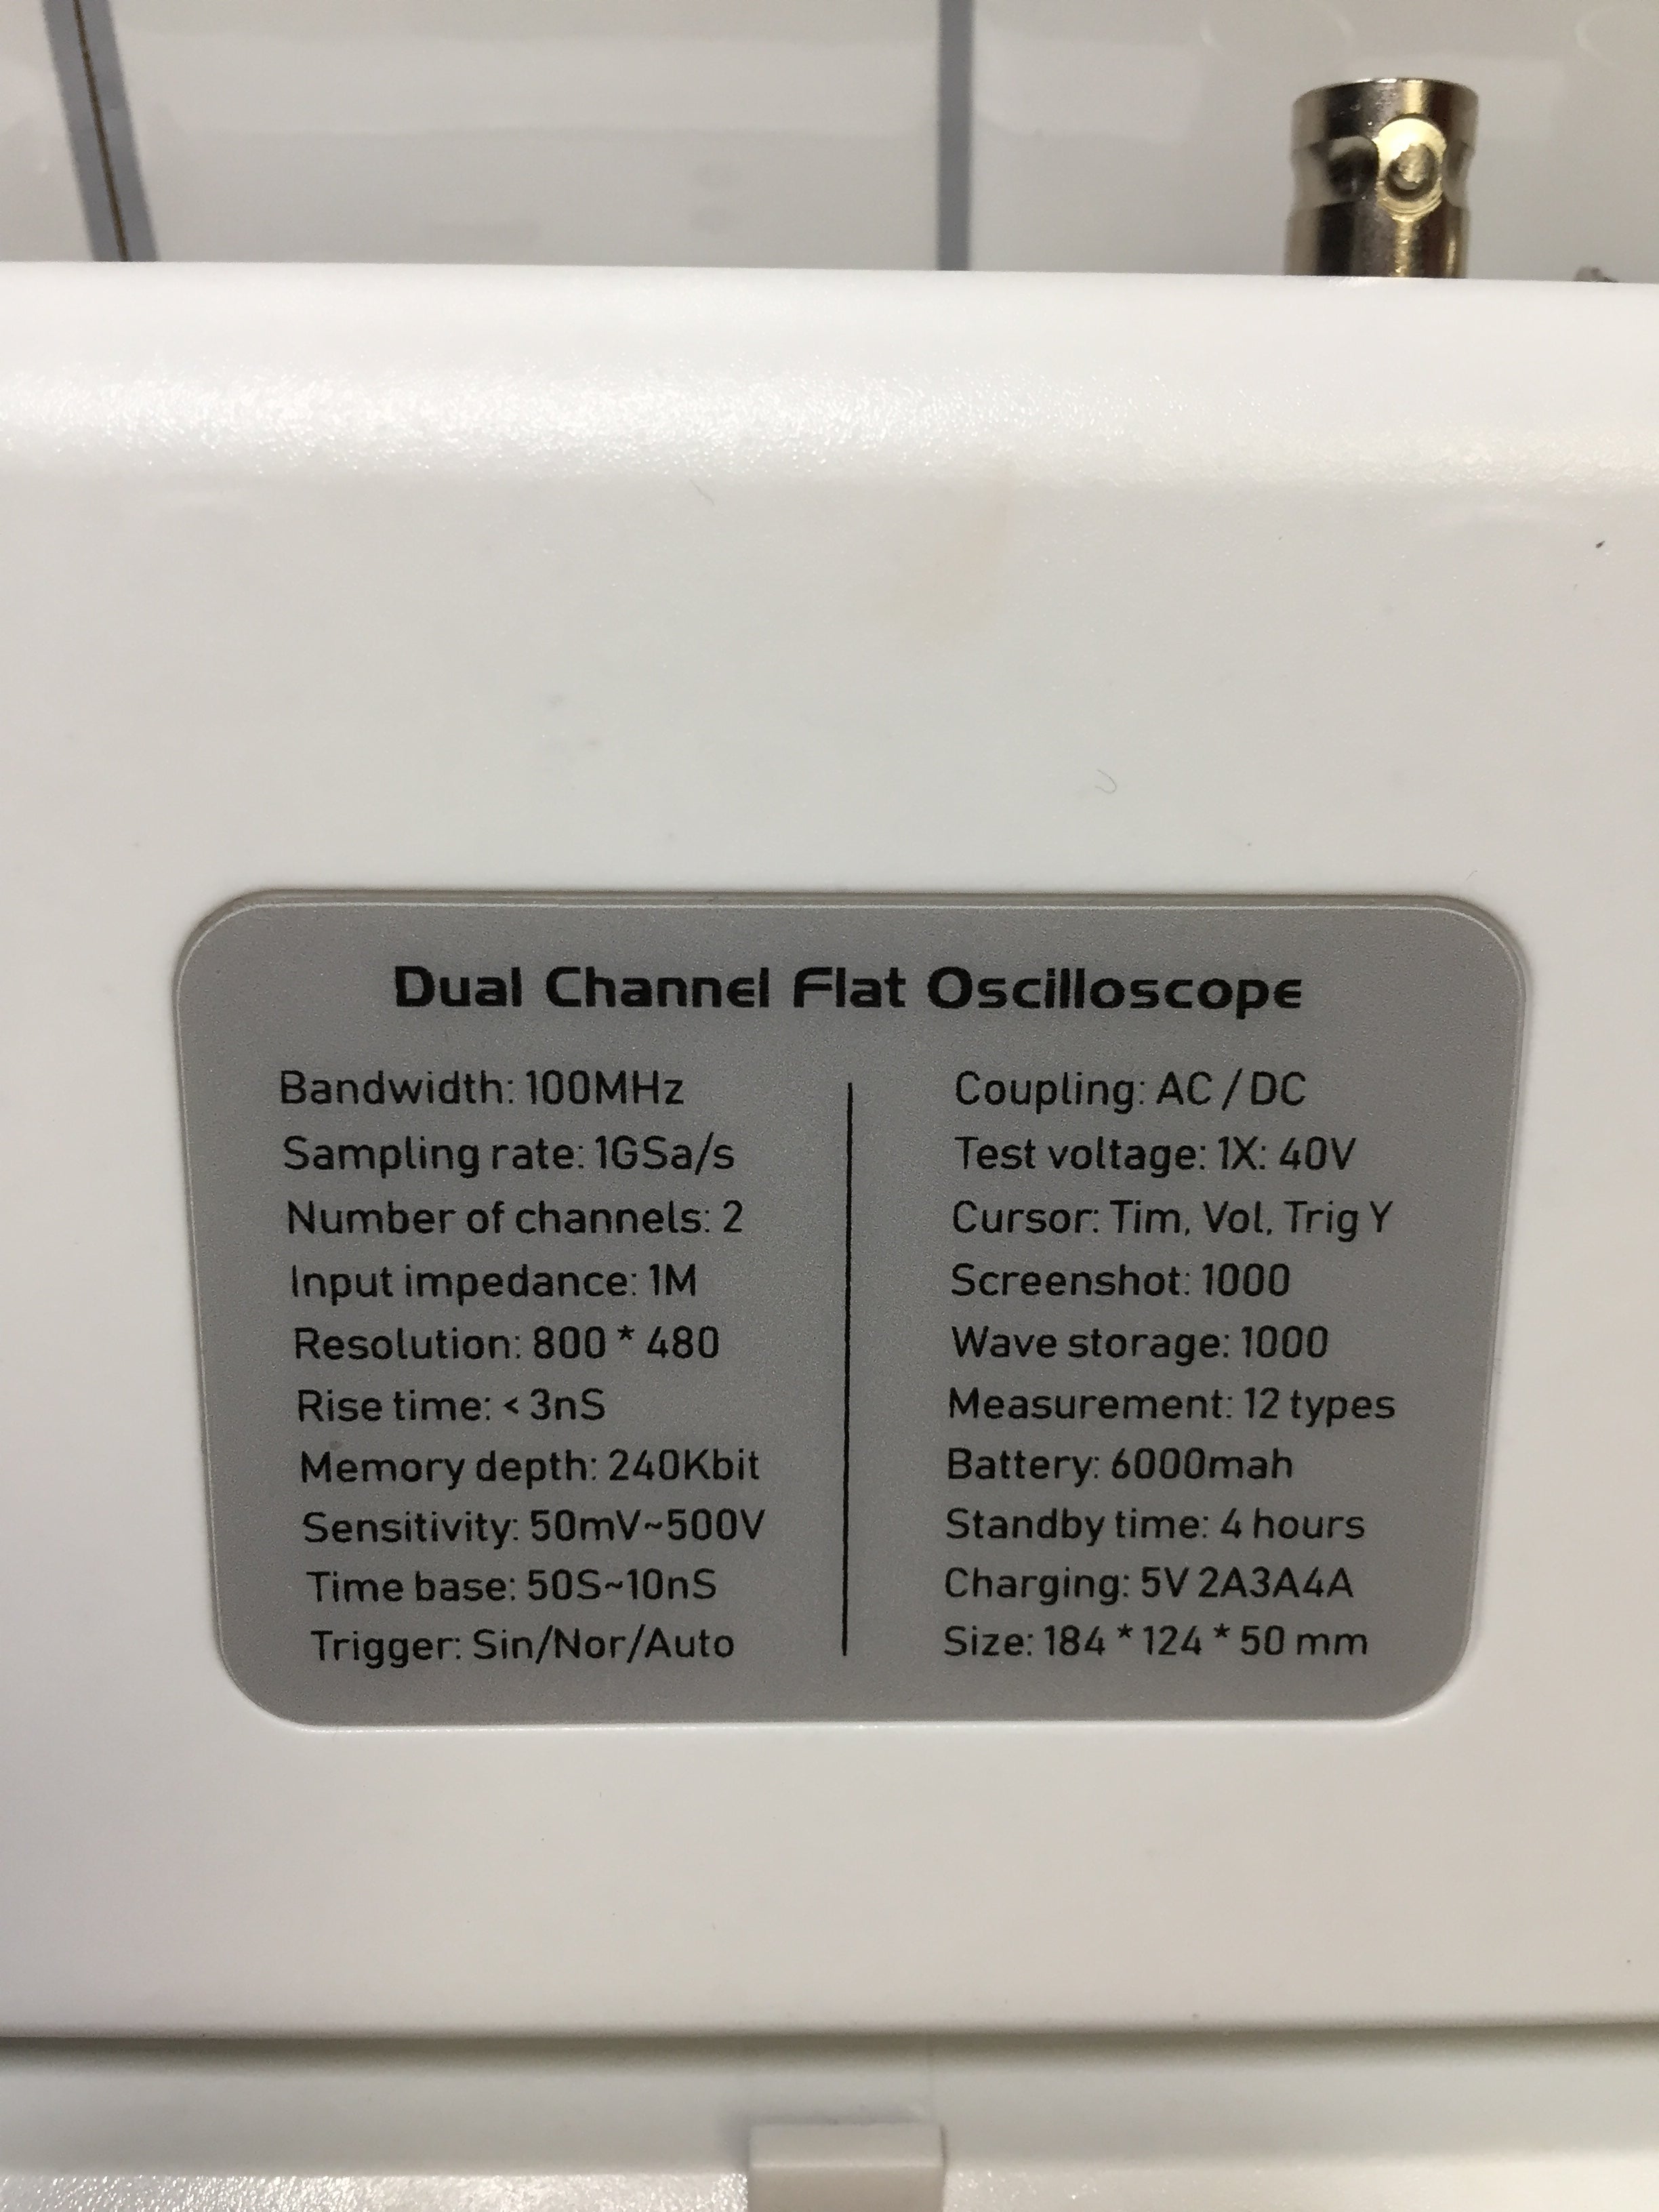 Dual Channel Flat Oscilloscope
Bandwidth: 100MHz
Sampling rate: 1GSa/s
Number of channels: 2
Input impedance: 1M
Resolution: 800 * 480
Rise time: < 3nS
Memory depth: 240Kbit
Sensitivity: 50mV~500V
Time base: 50S~10nS
Trigger: Sin/Nor/Auto
Coupling: AC / DC
Test voltage: 1X: 40V
Cursor: Tim, Vol, Trig Y
Screenshot: 1000
Wave storage: 1000
Measurement: 12 types
Battery: 6000mah
Standby time: 4 hours
Charging: 5V 2A3A4A
Size: 184 * 124 * 50 mm